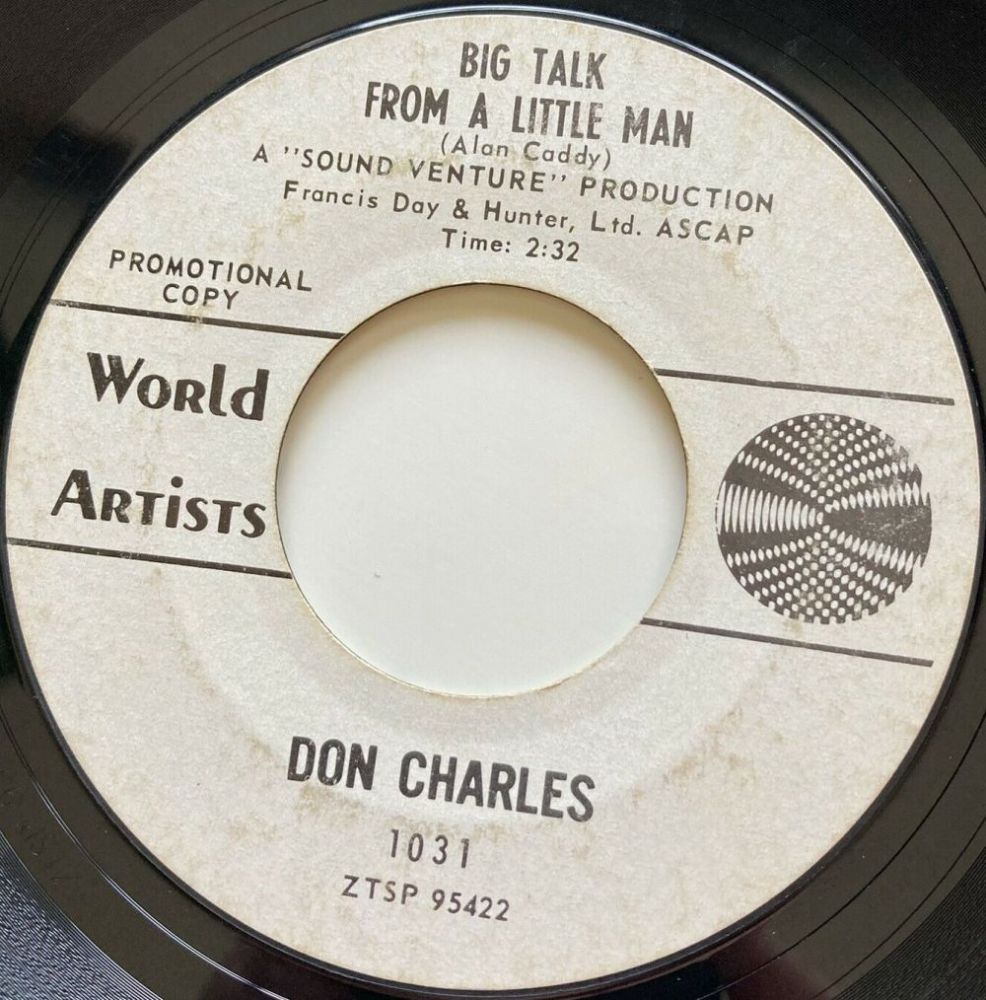 BIG TALK
FROM A LITTLE MAN
(Alan Caddy)
A "SOUND VENTURE" PRODUCTION
Francis Day & Hunter, Ltd. ASCAP
Time: 2:32
PROMOTIONAL
COPY
World
Artists
DON CHARLES
1031
ZTSP 95422